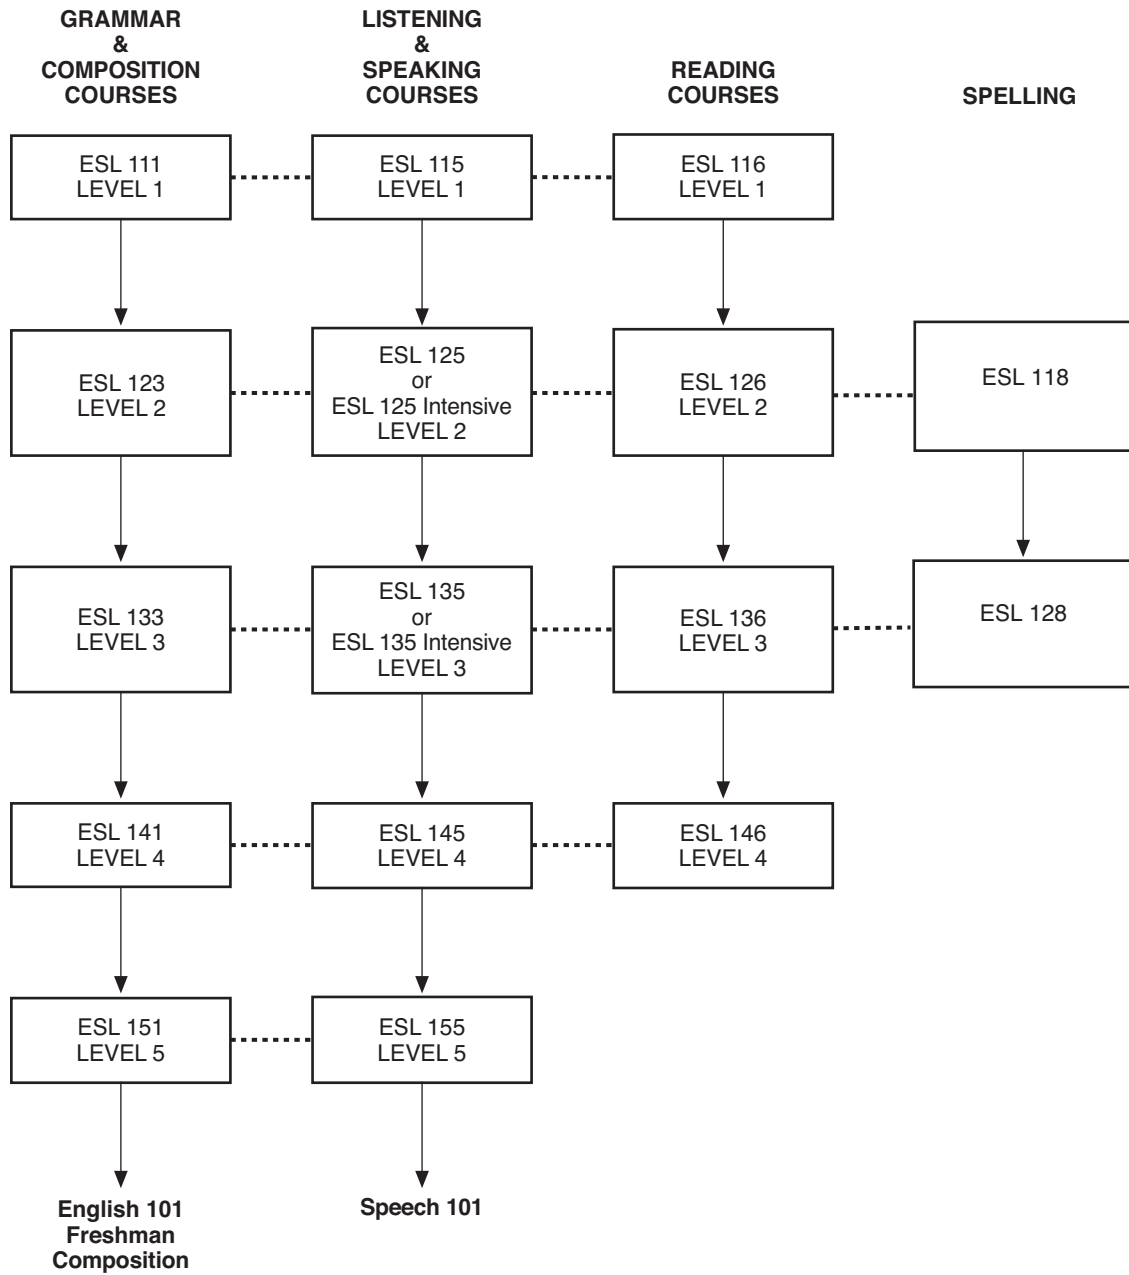 GRAMMAR
&
COMPOSITION
COURSES
LISTENING
&
SPEAKING
COURSES
READING
COURSES
SPELLING
ESL 111
LEVEL 1
ESL 115
LEVEL 1
ESL 116
LEVEL 1
ESL 123
LEVEL 2
ESL 125
or
ESL 125 Intensive
LEVEL 2
ESL 126
LEVEL 2
ESL 118
ESL 133
LEVEL 3
ESL 135
or
ESL 135 Intensive
LEVEL 3
ESL 136
LEVEL 3
ESL 128
ESL 141
LEVEL 4
ESL 145
LEVEL 4
ESL 146
LEVEL 4
ESL 151
LEVEL 5
ESL 155
LEVEL 5
English 101
Freshman
Composition
Speech 101